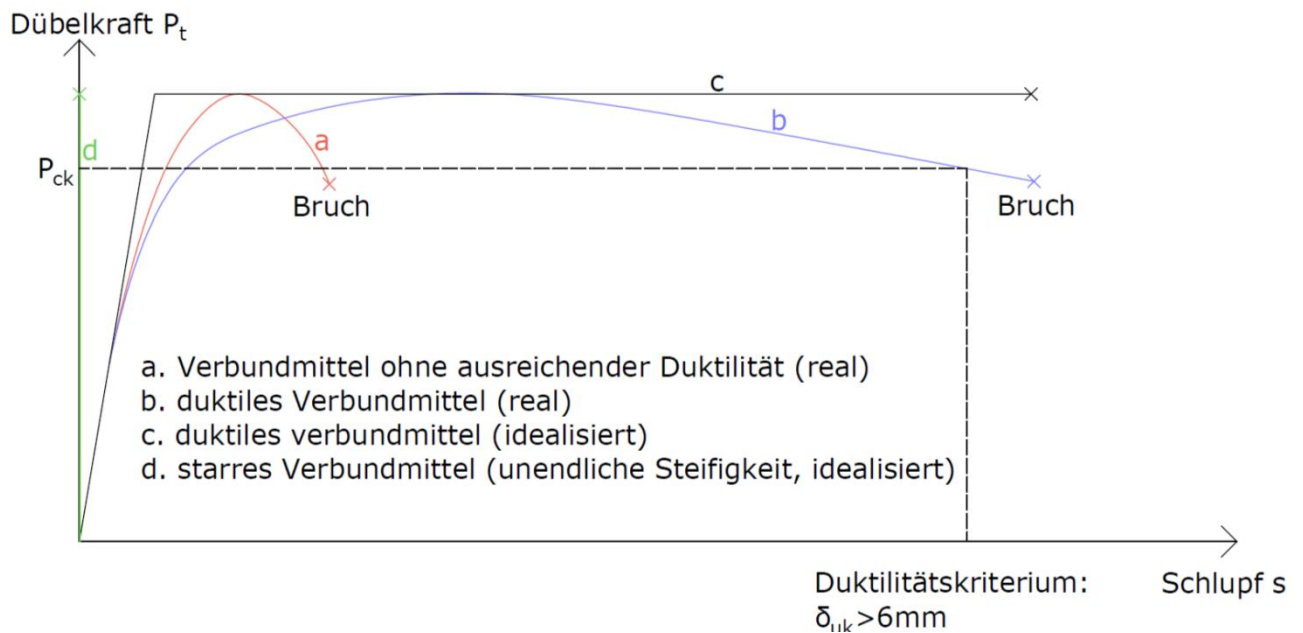 Dübelkraft Pt
c
b
a
d
Pck
Bruch
Bruch
a. Verbundmittel ohne ausreichender Duktilität (real)
b. duktiles Verbundmittel (real)
c. duktiles verbundmittel (idealisiert)
d. starres Verbundmittel (unendliche Steifigkeit, idealisiert)
Duktilitätskriterium:
δuk>6mm
Schlupf s